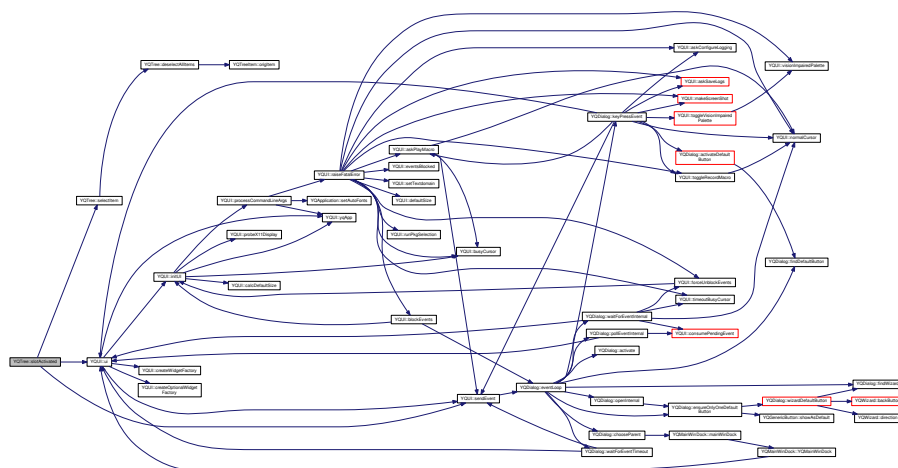 YQUI::askConfigureLogging
YQTree::deselectAllItems
YQTreeItem::origItem
YQUI::visionImpairedPalette
YQUI::askSaveLogs
YQUI::makeScreenShot
YQDialog::keyPressEvent
YQUI::toggleVisionImpaired
Palette
YQUI::normalCursor
YQUI::askPlayMacro
YQDialog::activateDefault
Button
YQUI::eventsBlocked
YQUI::raiseFatalError
YQUI::toggleRecordMacro
YQUI::setTextdomain
YQUI::defaultSize
YQTree::selectItem
YQUI::processCommandLineArgs
YQApplication::setAutoFonts
YQUI::yqApp
YQUI::probeX11Display
YQUI::runPkgSelection
YQUI::busyCursor
YQDialog::findDefaultButton
YQUI::initUI
YQUI::calcDefaultSize
YQUI::forceUnblockEvents
YQUI::timeoutBusyCursor
YQUI::blockEvents
YQDialog::waitForEventInternal
YQDialog::pollEventInternal
YQUI::consumePendingEvent
YQDialog::activate
YQTree::slotActivated
YQUI::ui
YQUI::createWidgetFactory
YQUI::createOptionalWidget
Factory
YQDialog::eventLoop
YQDialog::findWizard
YQUI::sendEvent
YQDialog::openInternal
YQDialog::ensureOnlyOneDefault
Button
YQDialog::wizardDefaultButton
YQWizard::backButton
YQGenericButton::showAsDefault
YQWizard::direction
YQDialog::chooseParent
YQMainWinDock::mainWinDock
YQDialog::waitForEventTimeout
YQMainWinDock::YQMainWinDock